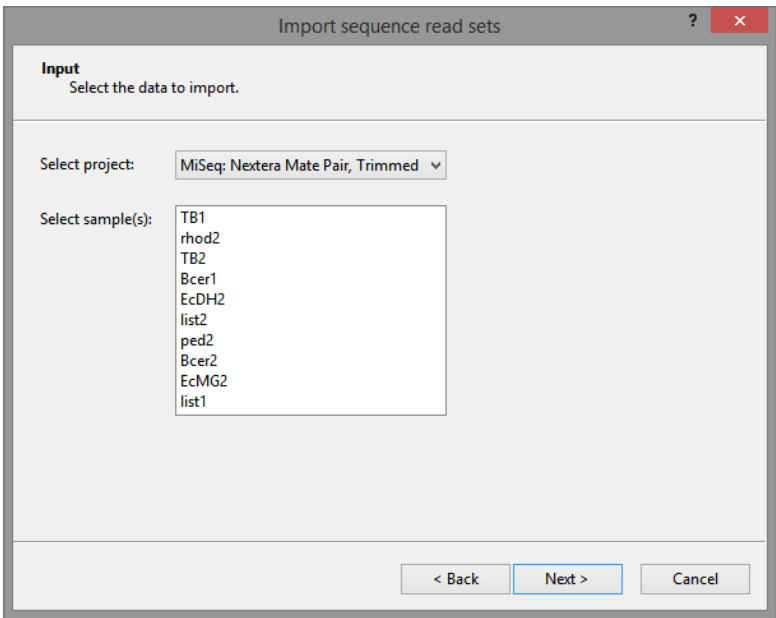 Import sequence read sets
?
Input
Select the data to import.
Select project:
MiSeq: Nextera Mate Pair, Trimmed
Select sample(s):
TB1
rhod2
TB2
Bcer1
EcDH2
list2
ped2
Bcer2
EcMG2
list1
< Back
Next >
Cancel